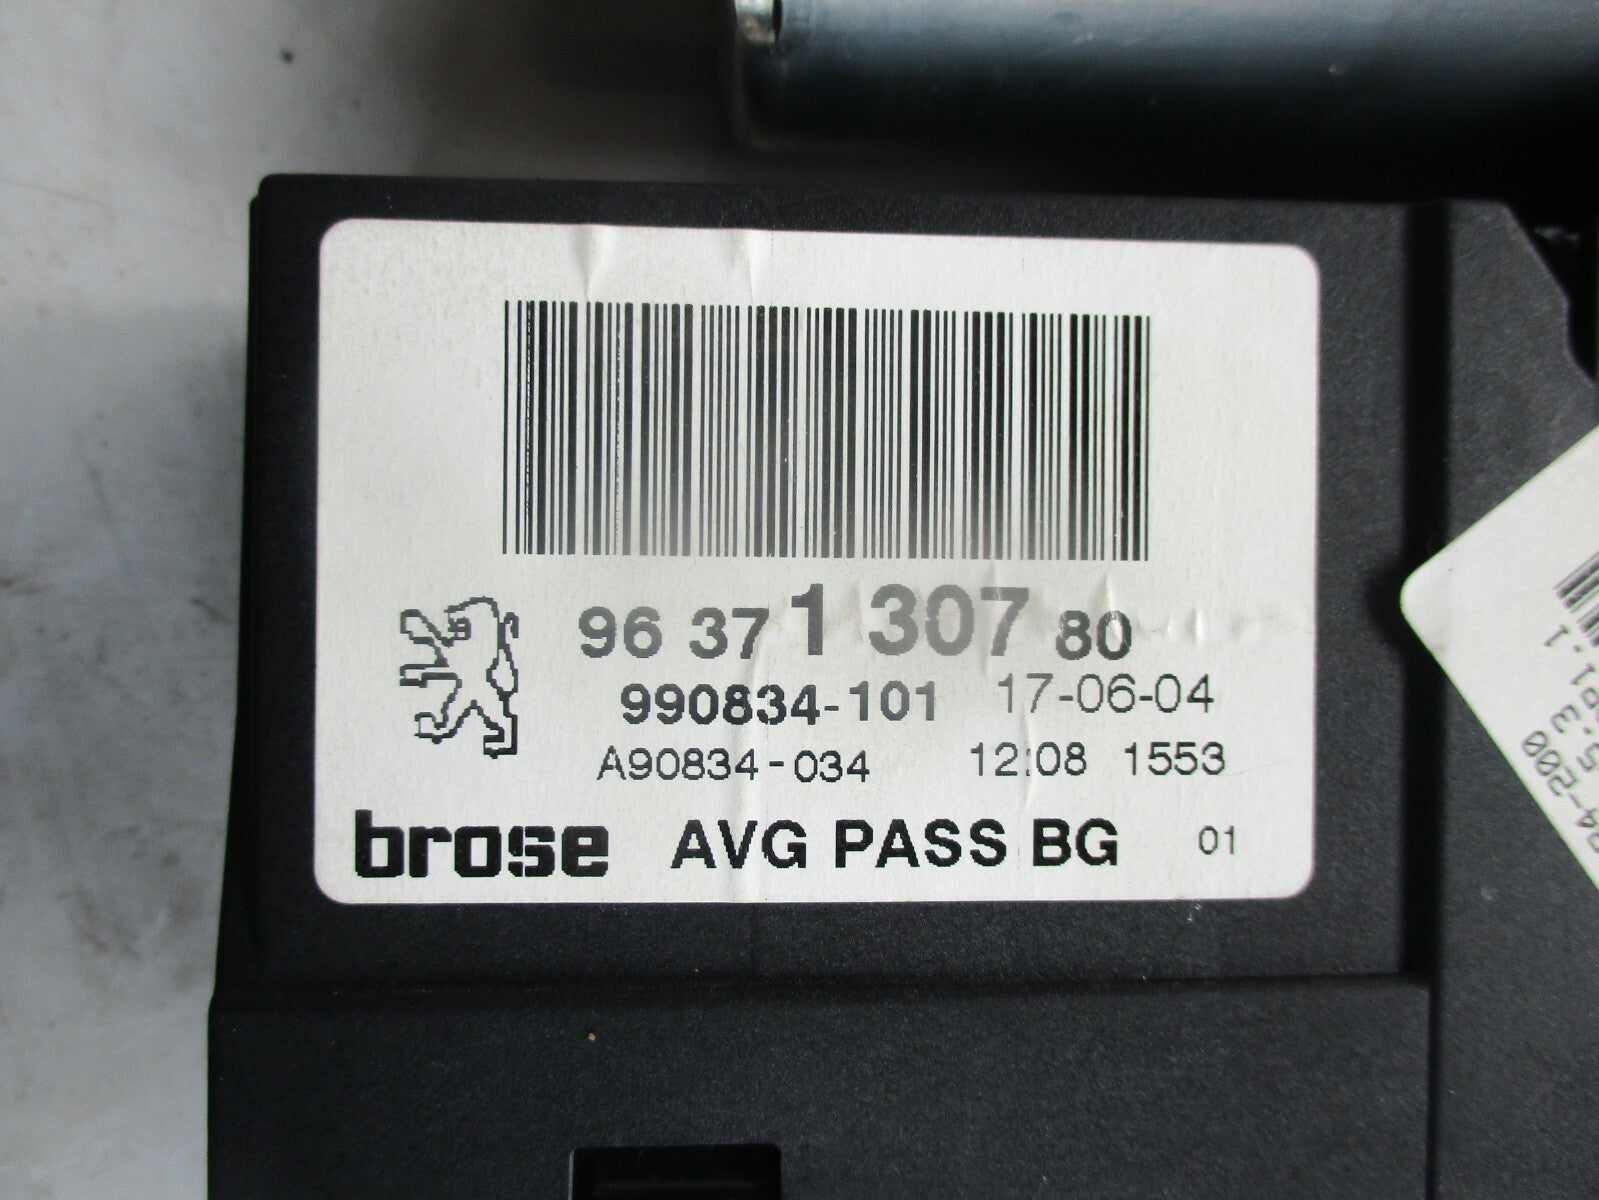 96 37 1 307 80
990834-101 17-06-04
A90834-034 12:08 1553
brose AVG PASS BG 01